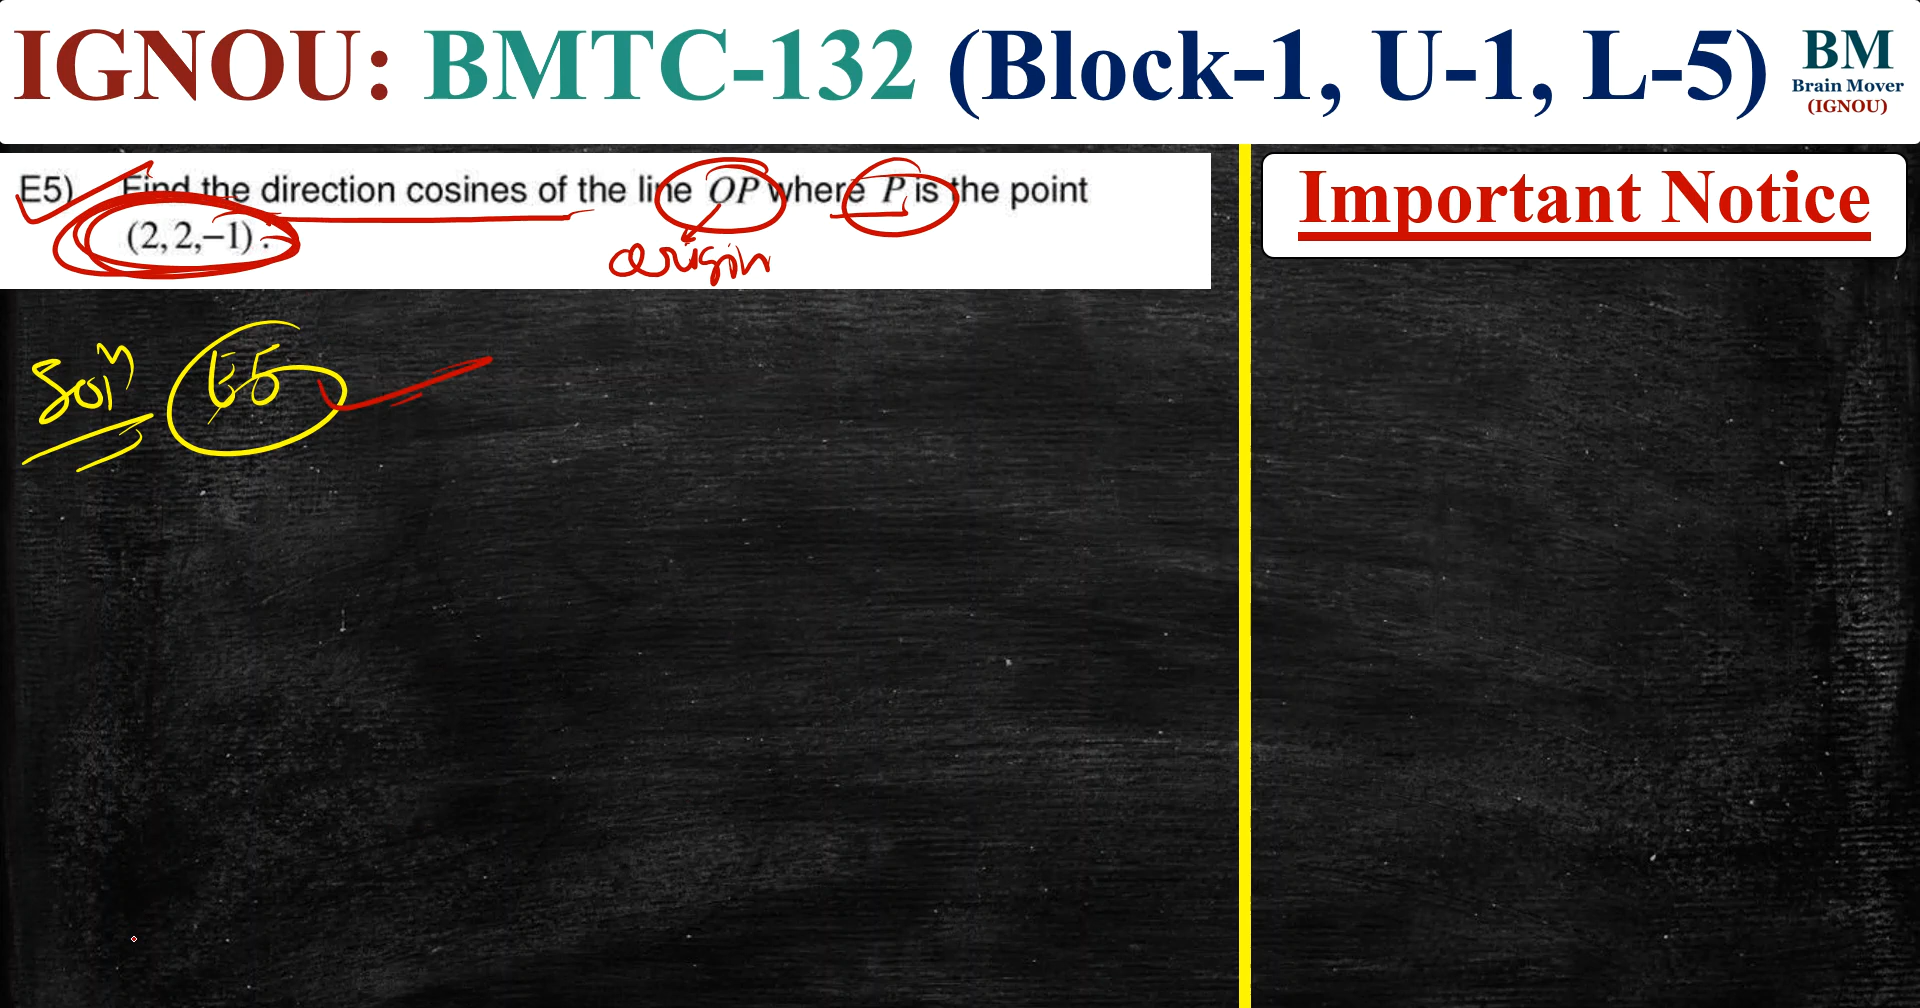 IGNOU: BMTC-132 (Block-1, U-1, L-5)
BM
Brain Mover
(IGNOU)
E5) Find the direction cosines of the line OP where P is the point
(2, 2, −1).
origin
Important Notice
Solⁿ E5